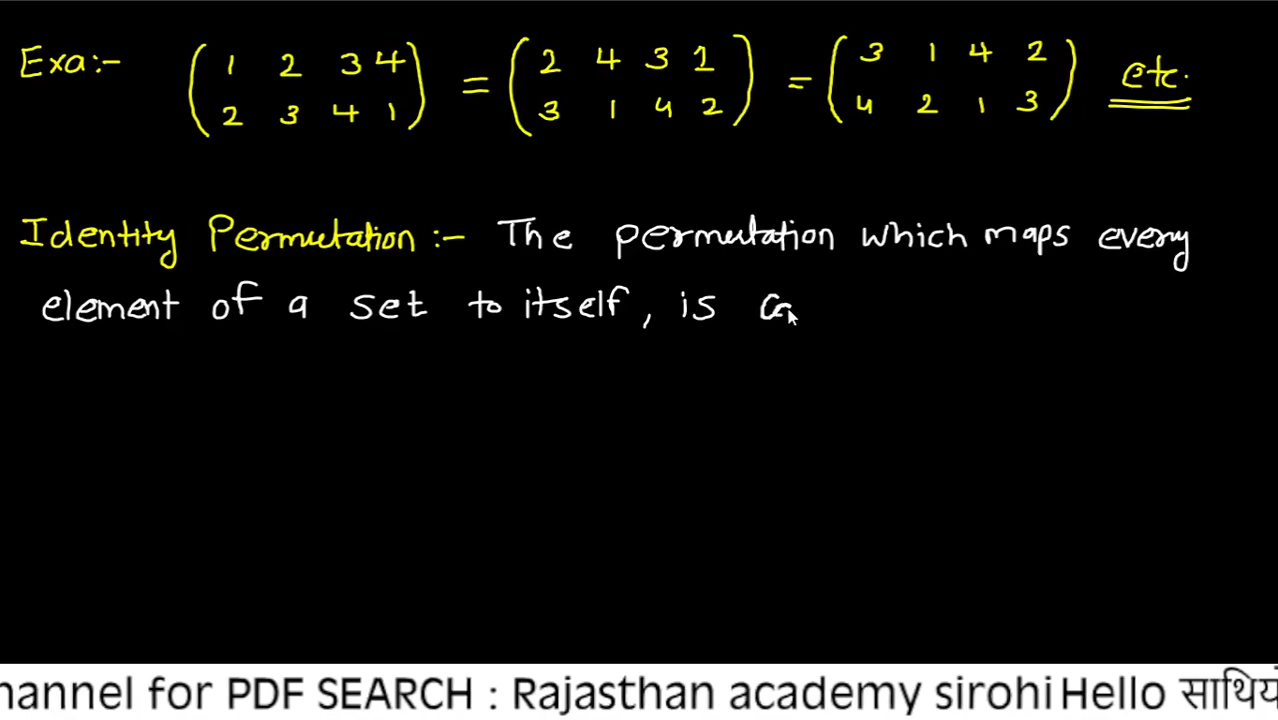 Exa:- ( 1 2 3 4 ) = ( 2 4 3 1 ) = ( 3 1 4 2 ) etc.
( 2 3 4 1 ) ( 3 1 4 2 ) ( 4 2 1 3 )
Identity Permutation :- The permutation which maps every
element of a set to itself, is ca
hannel for PDF SEARCH : Rajasthan academy sirohi Hello साथिय